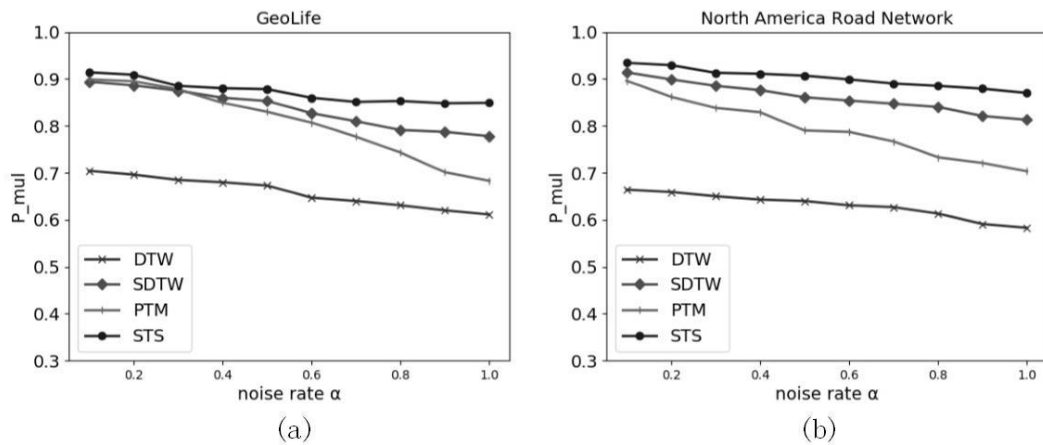 GeoLife
1.0
0.9
0.8
0.7
0.6
0.5
0.4
0.3
P_mul
DTW
SDTW
PTM
STS
0.2
0.4
0.6
0.8
1.0
noise rate α
(a)
North America Road Network
1.0
0.9
0.8
0.7
0.6
0.5
0.4
0.3
P_mul
DTW
SDTW
PTM
STS
0.2
0.4
0.6
0.8
1.0
noise rate α
(b)